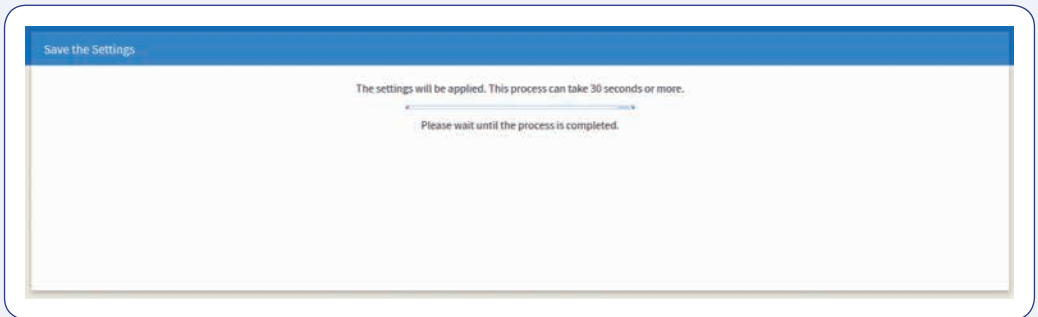 Save the Settings
The settings will be applied. This process can take 30 seconds or more.
Please wait until the process is completed.